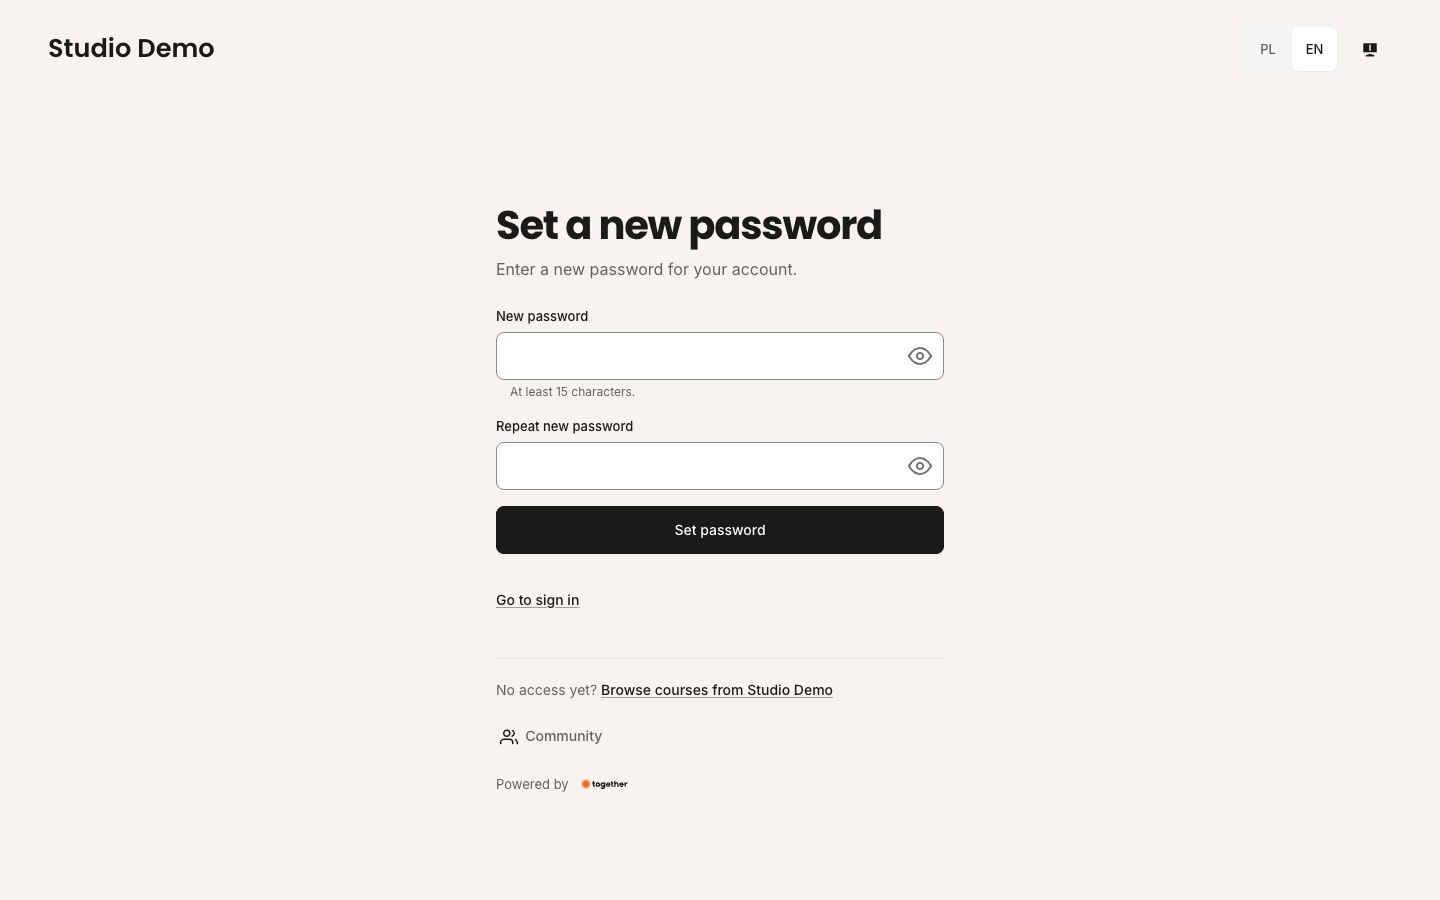 Studio Demo
PL EN
Set a new password
Enter a new password for your account.
New password
At least 15 characters.
Repeat new password
Set password
Go to sign in
No access yet? Browse courses from Studio Demo
Community
Powered by together